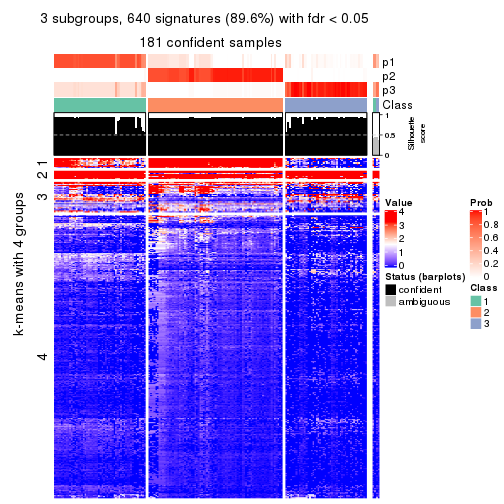 3 subgroups, 640 signatures (89.6%) with fdr < 0.05
181 confident samples
p1
p2
p3
Class
1
0.5
0
Silhouette
score
k-means with 4 groups
1
2
3
4
Value
4
3
2
1
0
Status (barplots)
confident
ambiguous
Prob
1
0.8
0.6
0.4
0.2
0
Class
1
2
3